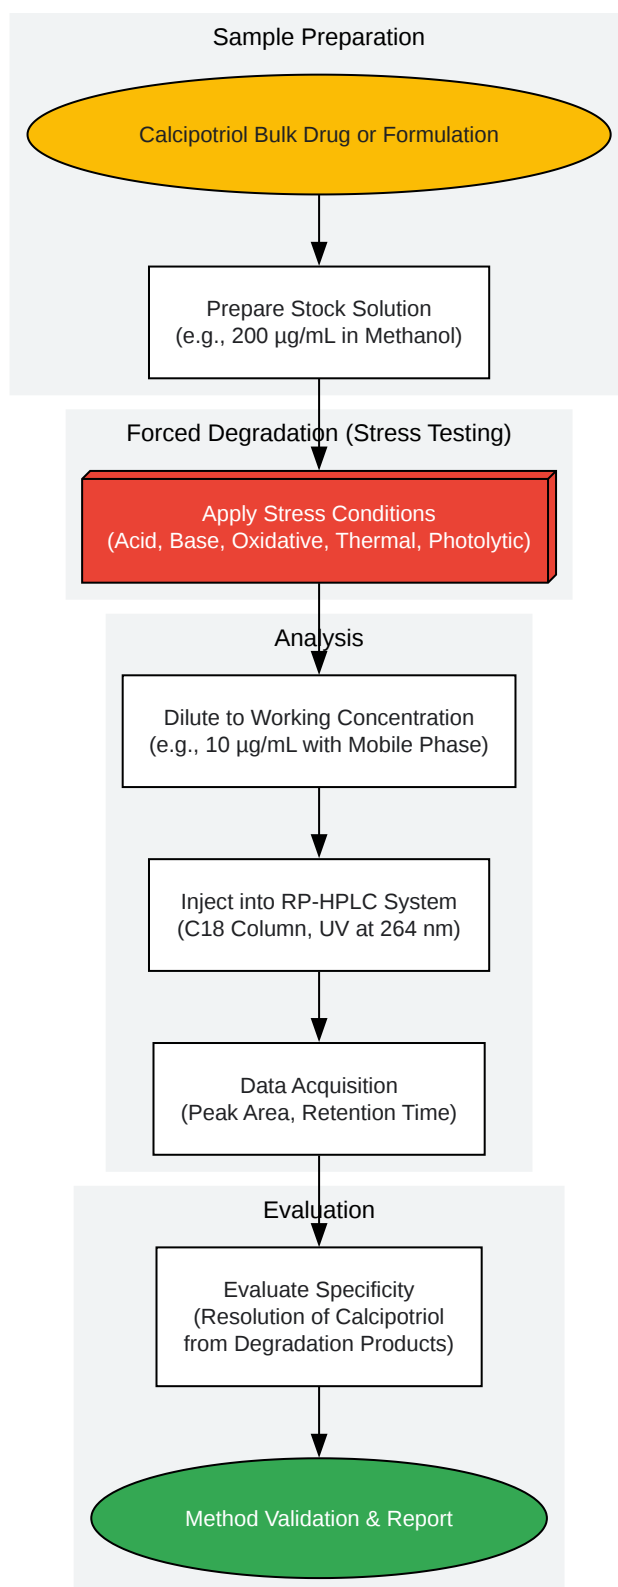 Sample Preparation
Calcipotriol Bulk Drug or Formulation
Prepare Stock Solution
(e.g., 200 µg/mL in Methanol)
Forced Degradation (Stress Testing)
Apply Stress Conditions
(Acid, Base, Oxidative, Thermal, Photolytic)
Analysis
Dilute to Working Concentration
(e.g., 10 µg/mL with Mobile Phase)
Inject into RP-HPLC System
(C18 Column, UV at 264 nm)
Data Acquisition
(Peak Area, Retention Time)
Evaluation
Evaluate Specificity
(Resolution of Calcipotriol
from Degradation Products)
Method Validation & Report